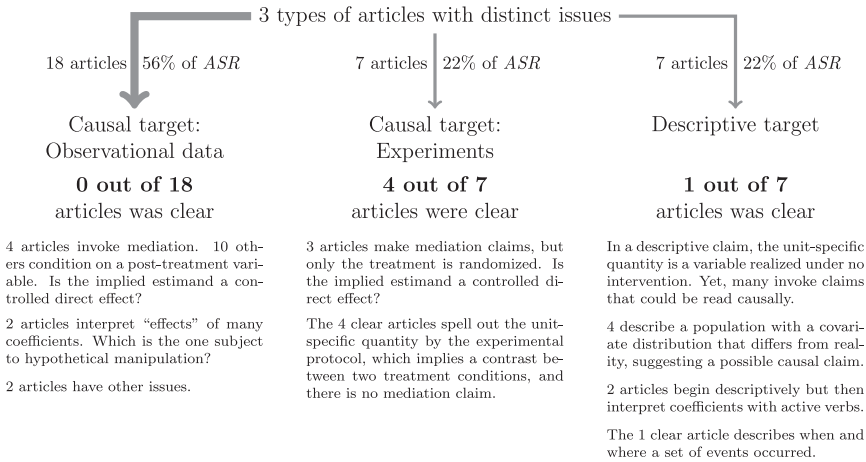 3 types of articles with distinct issues
18 articles 56% of ASR
7 articles 22% of ASR
7 articles 22% of ASR
Causal target:
Observational data
0 out of 18
articles was clear
4 articles invoke mediation. 10 oth-
ers condition on a post-treatment vari-
able. Is the implied estimand a con-
trolled direct effect?
2 articles interpret “effects” of many
coefficients. Which is the one subject
to hypothetical manipulation?
2 articles have other issues.
Causal target:
Experiments
4 out of 7
articles were clear
3 articles make mediation claims, but
only the treatment is randomized. Is
the implied estimand a controlled di-
rect effect?
The 4 clear articles spell out the unit-
specific quantity by the experimental
protocol, which implies a contrast be-
tween two treatment conditions, and
there is no mediation claim.
Descriptive target
1 out of 7
articles was clear
In a descriptive claim, the unit-specific
quantity is a variable realized under no
intervention. Yet, many invoke claims
that could be read causally.
4 describe a population with a covari-
ate distribution that differs from real-
ity, suggesting a possible causal claim.
2 articles begin descriptively but then
interpret coefficients with active verbs.
The 1 clear article describes when and
where a set of events occurred.